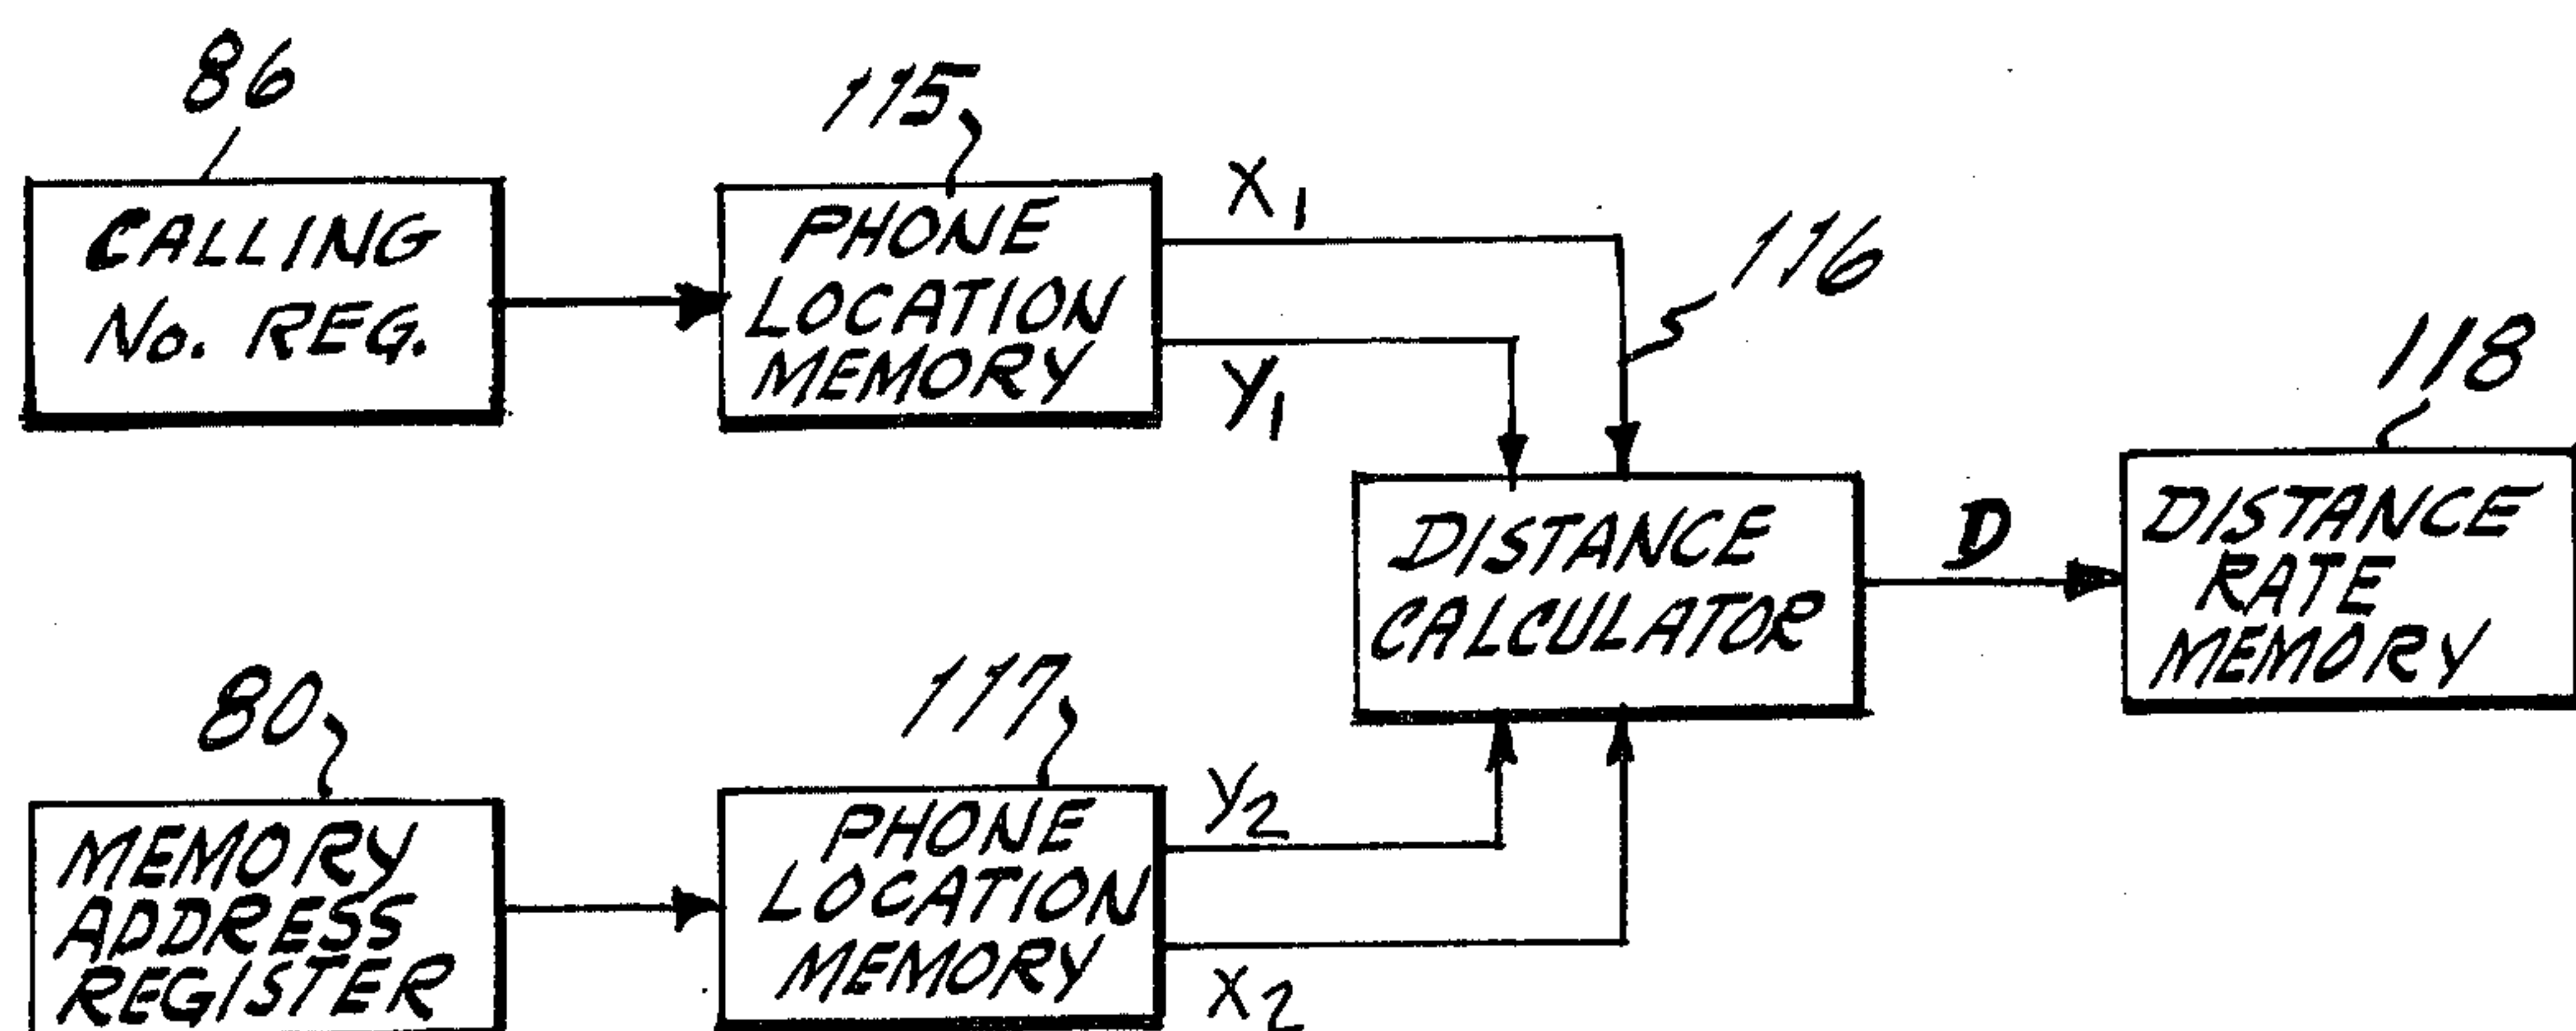 86
CALLING
No. REG.
115
PHONE
LOCATION
MEMORY
X1
Y1
116
118
DISTANCE
CALCULATOR
D
DISTANCE
RATE
MEMORY
80
MEMORY
ADDRESS
REGISTER
117
PHONE
LOCATION
MEMORY
Y2
X2